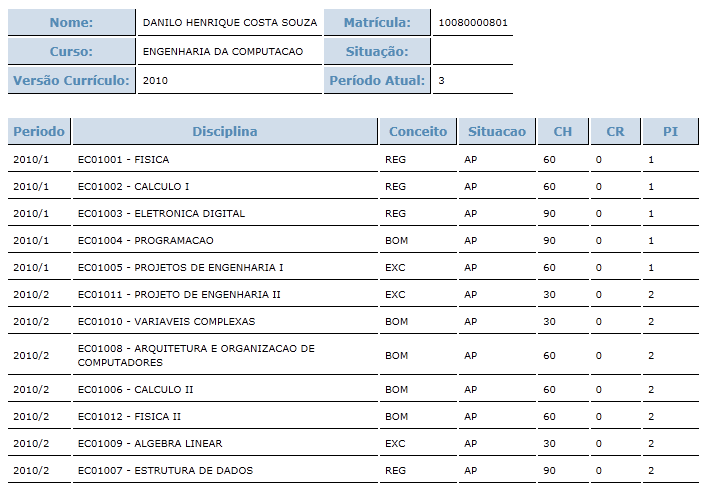 Nome: DANILO HENRIQUE COSTA SOUZA Matrícula: 10080000801
Curso: ENGENHARIA DA COMPUTACAO Situação:
Versão Currículo: 2010 Período Atual: 3
Periodo Disciplina Conceito Situacao CH CR PI
2010/1 EC01001 - FISICA REG AP 60 0 1
2010/1 EC01002 - CALCULO I REG AP 60 0 1
2010/1 EC01003 - ELETRONICA DIGITAL REG AP 90 0 1
2010/1 EC01004 - PROGRAMACAO BOM AP 90 0 1
2010/1 EC01005 - PROJETOS DE ENGENHARIA I EXC AP 60 0 1
2010/2 EC01011 - PROJETO DE ENGENHARIA II EXC AP 30 0 2
2010/2 EC01010 - VARIAVEIS COMPLEXAS BOM AP 30 0 2
2010/2 EC01008 - ARQUITETURA E ORGANIZACAO DE
COMPUTADORES BOM AP 60 0 2
2010/2 EC01006 - CALCULO II BOM AP 60 0 2
2010/2 EC01012 - FISICA II BOM AP 60 0 2
2010/2 EC01009 - ALGEBRA LINEAR EXC AP 30 0 2
2010/2 EC01007 - ESTRUTURA DE DADOS REG AP 90 0 2